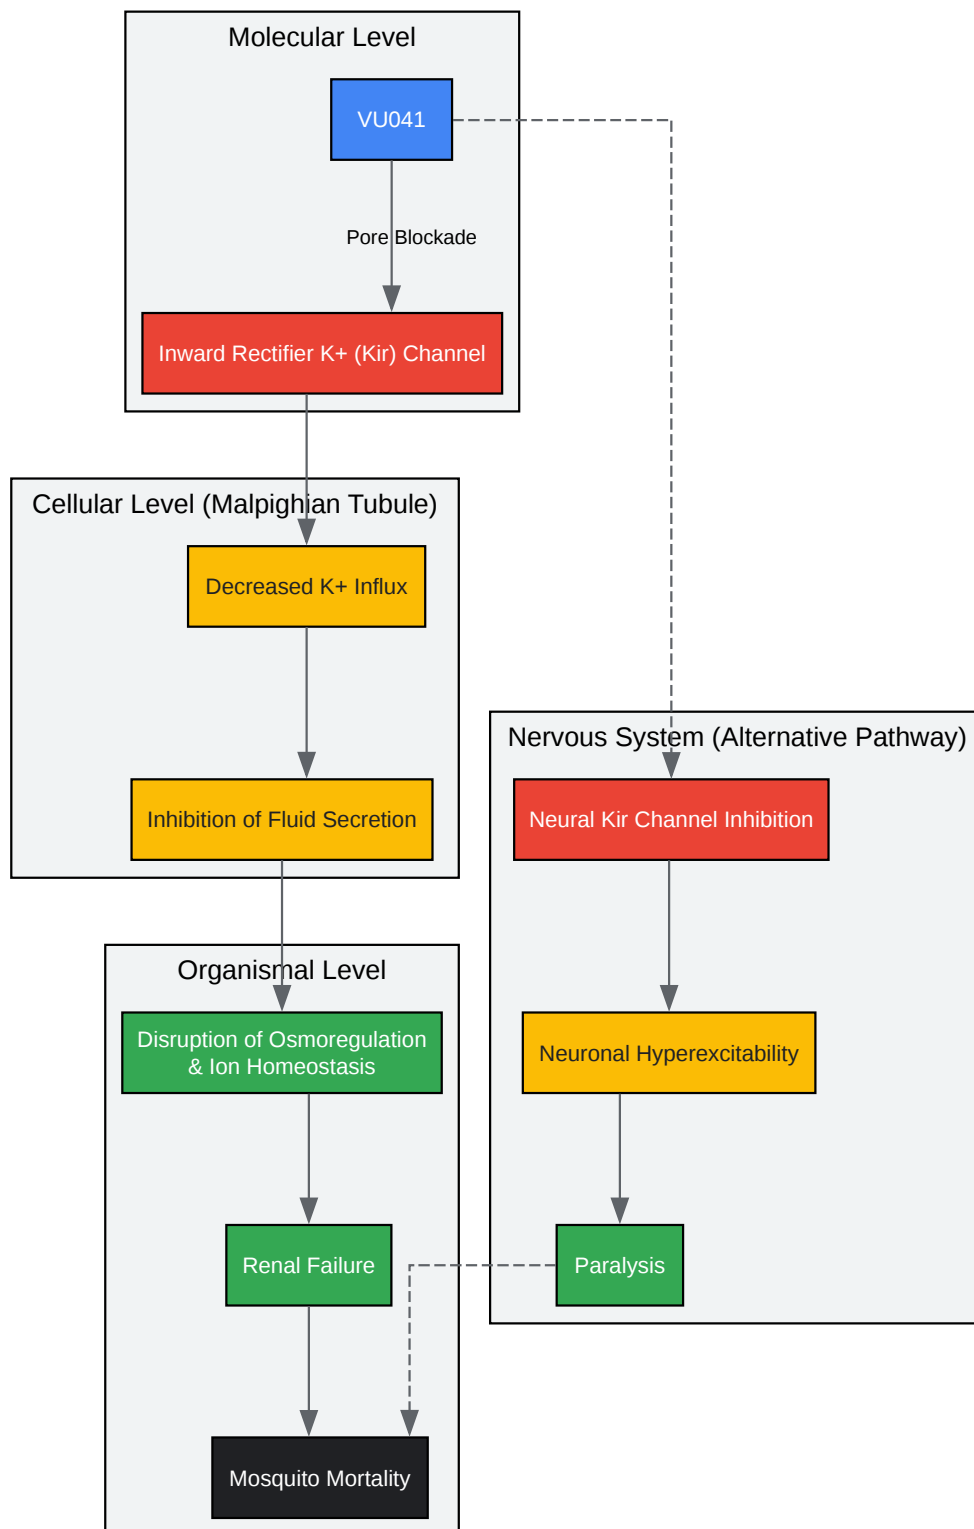 Molecular Level
VU041
Pore Blockade
Inward Rectifier K+ (Kir) Channel
Cellular Level (Malpighian Tubule)
Decreased K+ Influx
Inhibition of Fluid Secretion
Nervous System (Alternative Pathway)
Neural Kir Channel Inhibition
Neuronal Hyperexcitability
Paralysis
Organismal Level
Disruption of Osmoregulation
& Ion Homeostasis
Renal Failure
Mosquito Mortality